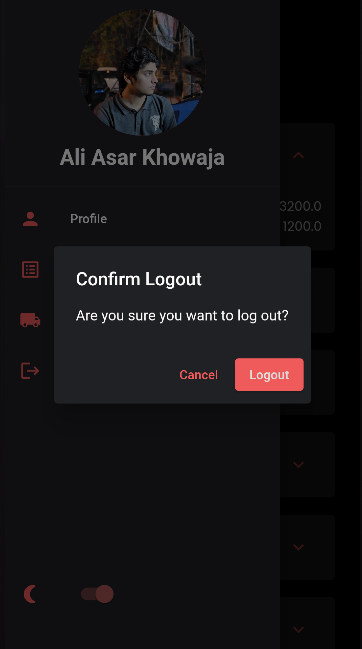 Ali Asar Khowaja
Profile
3200.0
1200.0
Confirm Logout
Are you sure you want to log out?
Cancel
Logout